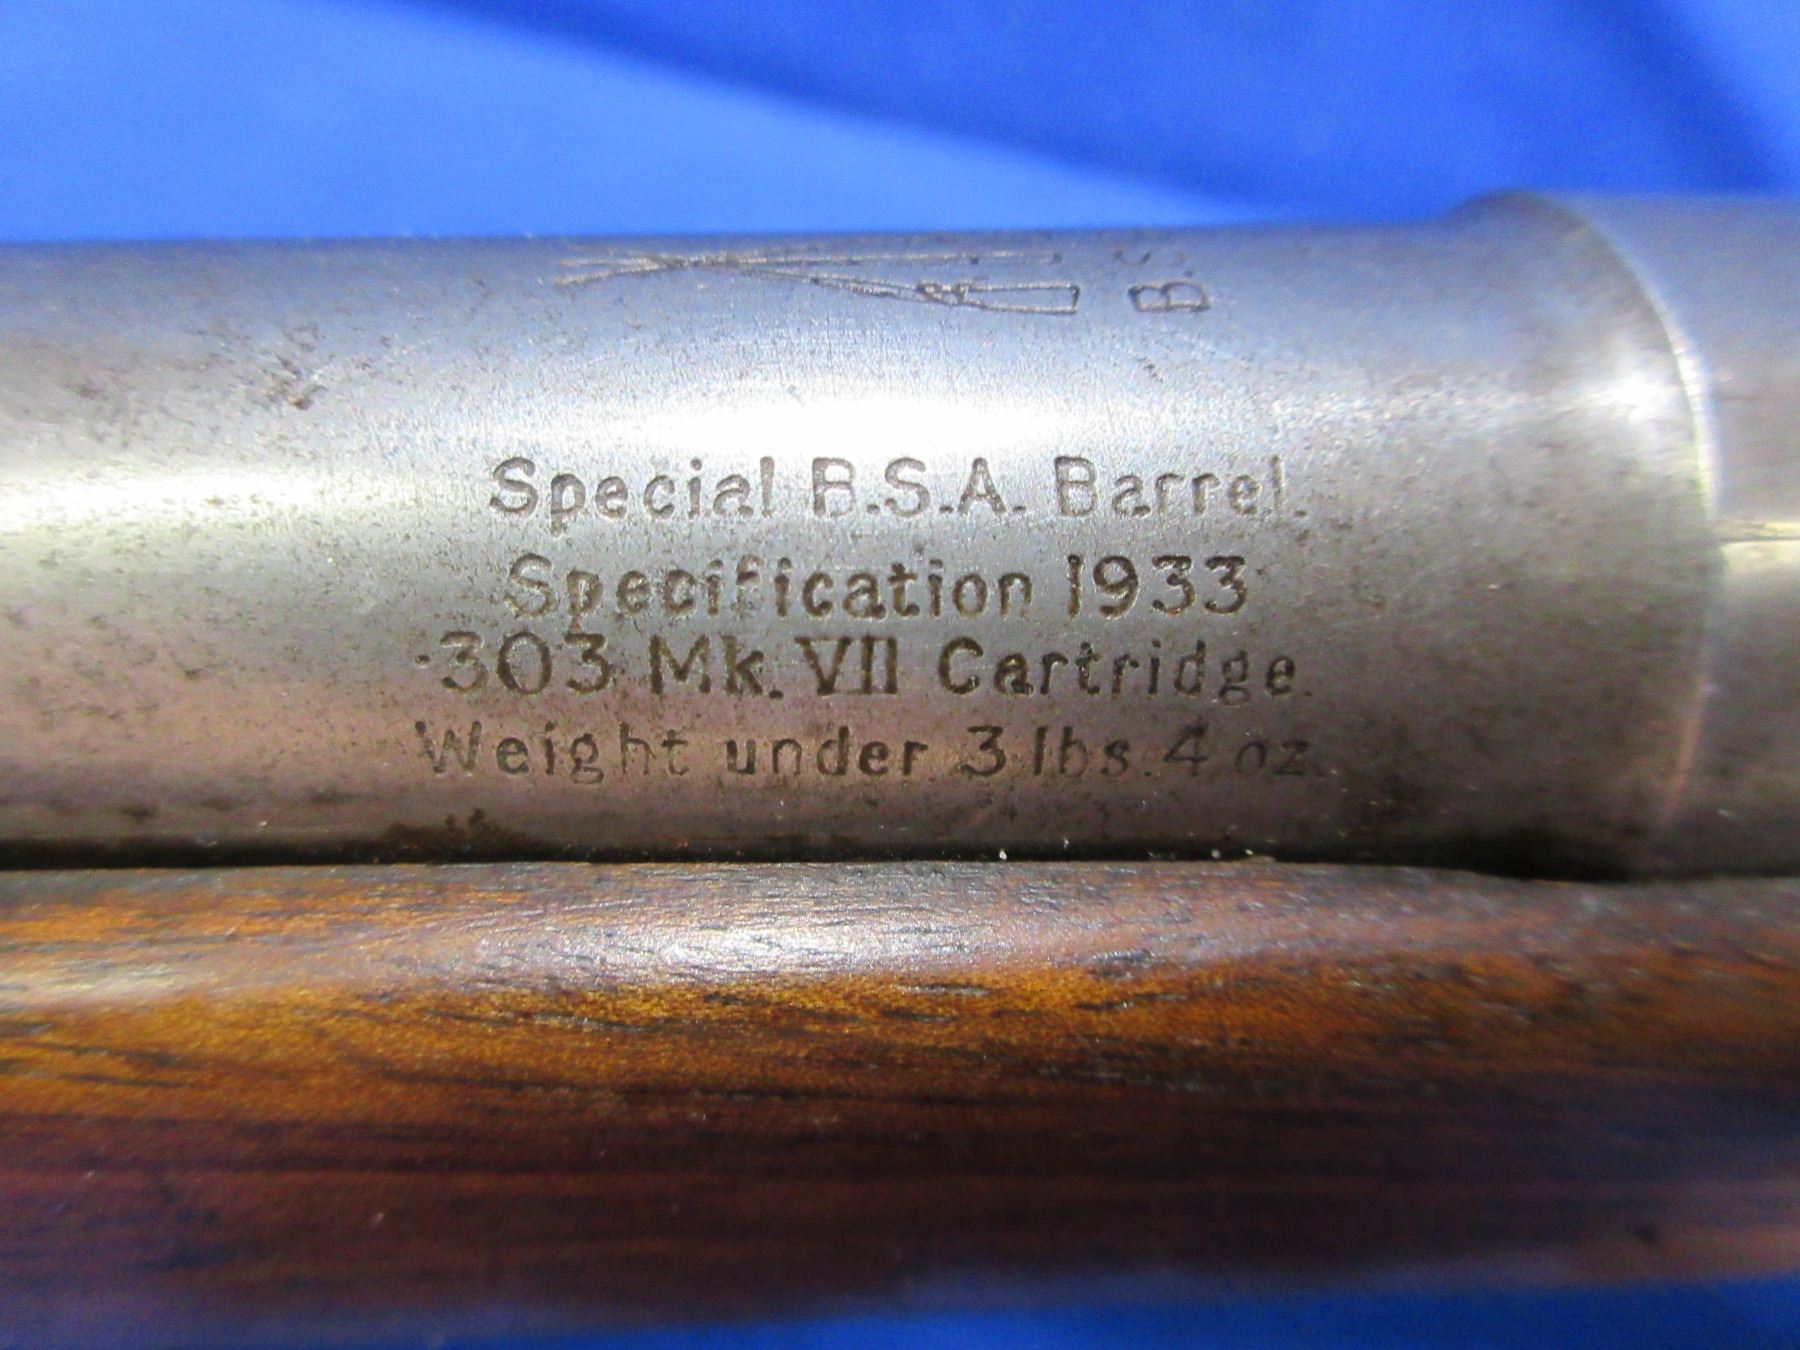 B.S
Special B.S.A. Barrel.
Specification 1933
·303 Mk. VII Cartridge.
Weight under 3 lbs. 4 oz.